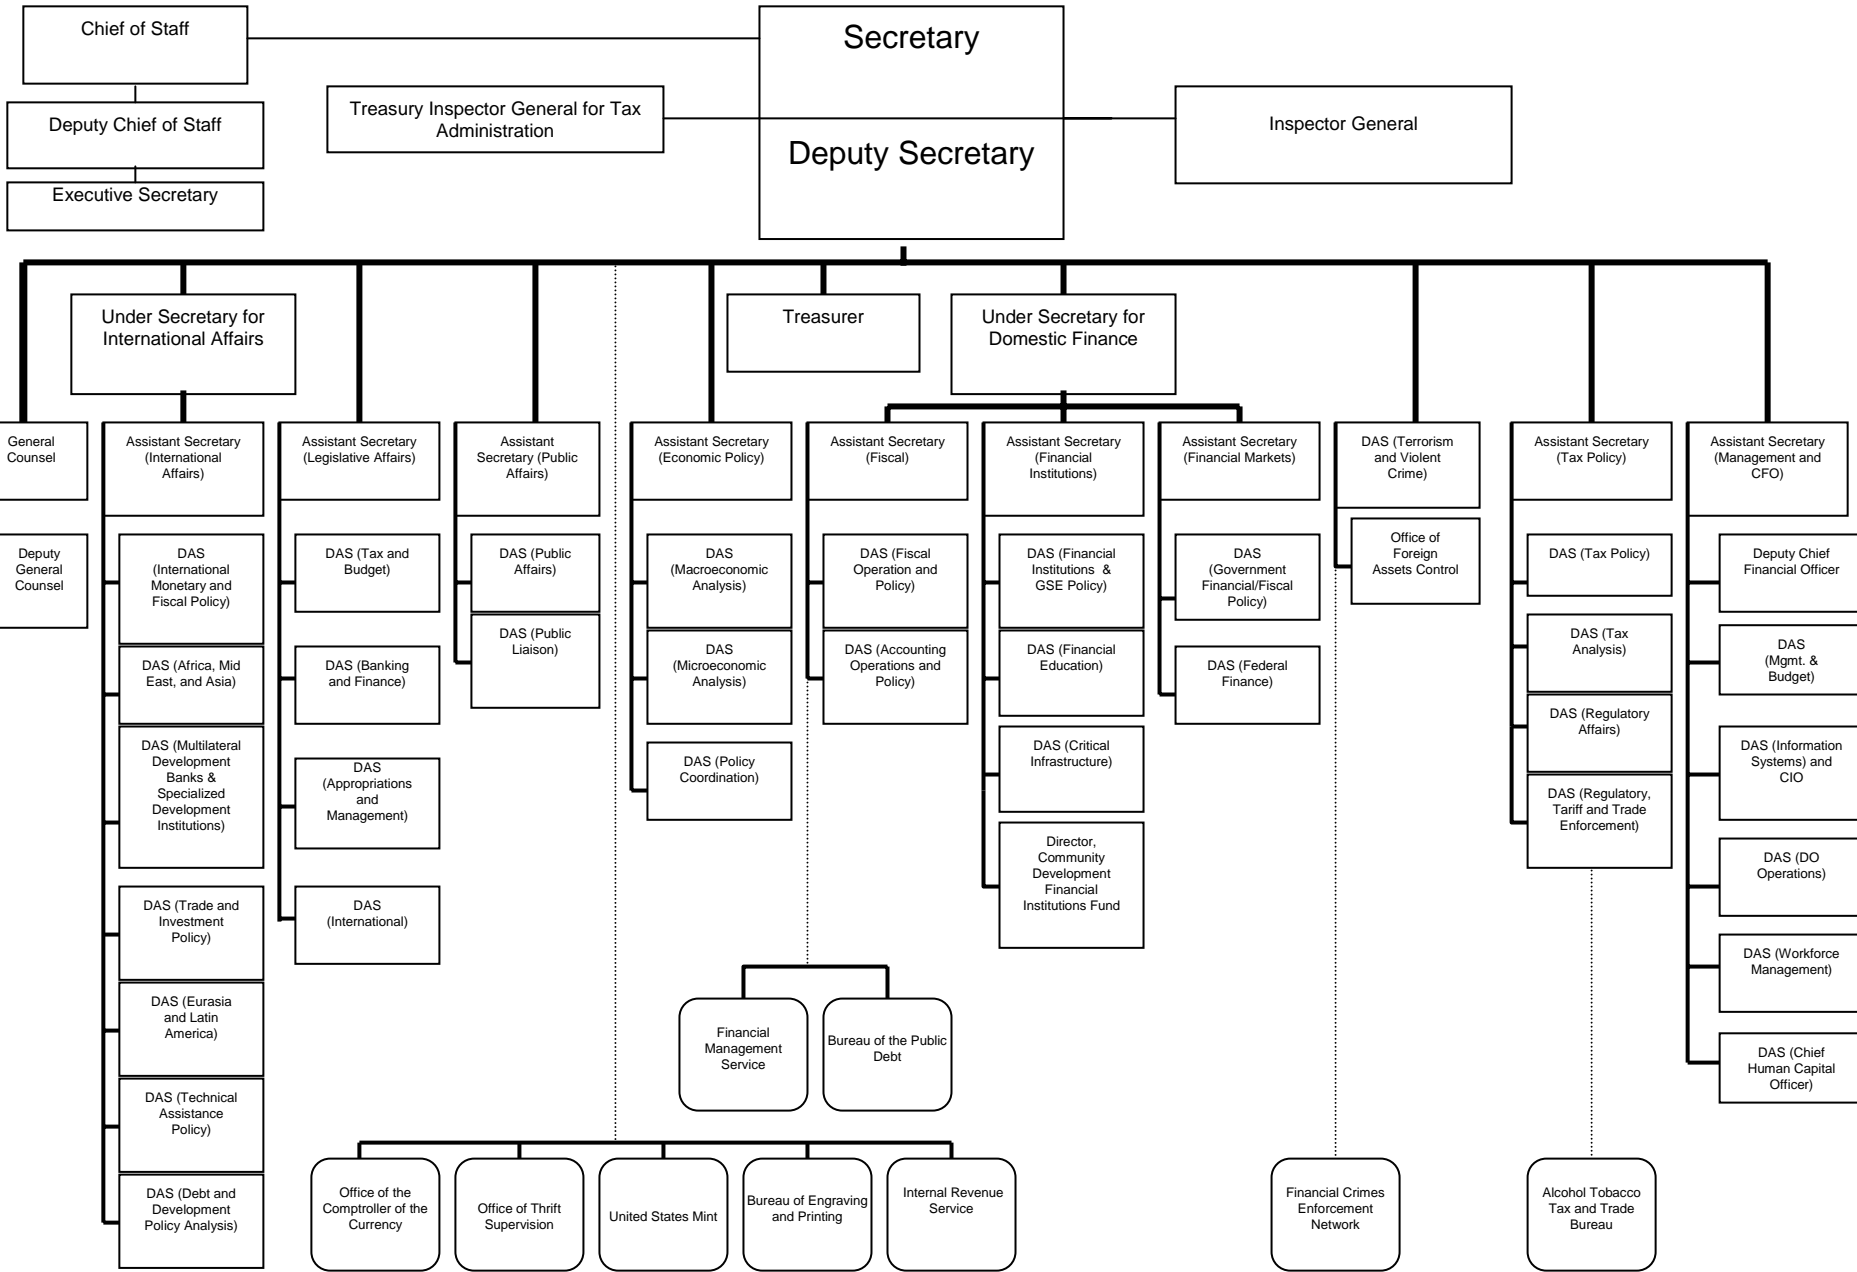 Chief of Staff
Secretary
Treasury Inspector General for Tax
Administration
Inspector General
Deputy Chief of Staff
Deputy Secretary
Executive Secretary
Under Secretary for
International Affairs
Treasurer
Under Secretary for
Domestic Finance
General
Counsel
Assistant Secretary
(International
Affairs)
Assistant Secretary
(Legislative Affairs)
Assistant
Secretary (Public
Affairs)
Assistant Secretary
(Economic Policy)
Assistant Secretary
(Fiscal)
Assistant Secretary
(Financial
Institutions)
Assistant Secretary
(Financial Markets)
DAS (Terrorism
and Violent
Crime)
Assistant Secretary
(Tax Policy)
Assistant Secretary
(Management and
CFO)
Deputy
General
Counsel
DAS
(International
Monetary and
Fiscal Policy)
DAS (Africa, Mid
East, and Asia)
DAS (Multilateral
Development
Banks &
Specialized
Development
Institutions)
DAS (Trade and
Investment
Policy)
DAS (Eurasia
and Latin
America)
DAS (Technical
Assistance
Policy)
DAS (Debt and
Development
Policy Analysis)
DAS (Tax and
Budget)
DAS (Banking
and Finance)
DAS
(Appropriations
and
Management)
DAS
(International)
DAS (Public
Affairs)
DAS (Public
Liaison)
DAS
(Macroeconomic
Analysis)
DAS
(Microeconomic
Analysis)
DAS (Policy
Coordination)
DAS (Fiscal
Operation and
Policy)
DAS (Accounting
Operations and
Policy)
DAS (Financial
Institutions &
GSE Policy)
DAS (Financial
Education)
DAS (Critical
Infrastructure)
Director,
Community
Development
Financial
Institutions Fund
DAS
(Government
Financial/Fiscal
Policy)
DAS (Federal
Finance)
Office of
Foreign
Assets Control
DAS (Tax Policy)
DAS (Tax
Analysis)
DAS (Regulatory
Affairs)
DAS (Regulatory,
Tariff and Trade
Enforcement)
Deputy Chief
Financial Officer
DAS
(Mgmt. &
Budget)
DAS (Information
Systems) and
CIO
DAS (DO
Operations)
DAS (Workforce
Management)
DAS (Chief
Human Capital
Officer)
Financial
Management
Service
Bureau of the Public
Debt
Office of the
Comptroller of the
Currency
Office of Thrift
Supervision
United States Mint
Bureau of Engraving
and Printing
Internal Revenue
Service
Financial Crimes
Enforcement
Network
Alcohol Tobacco
Tax and Trade
Bureau